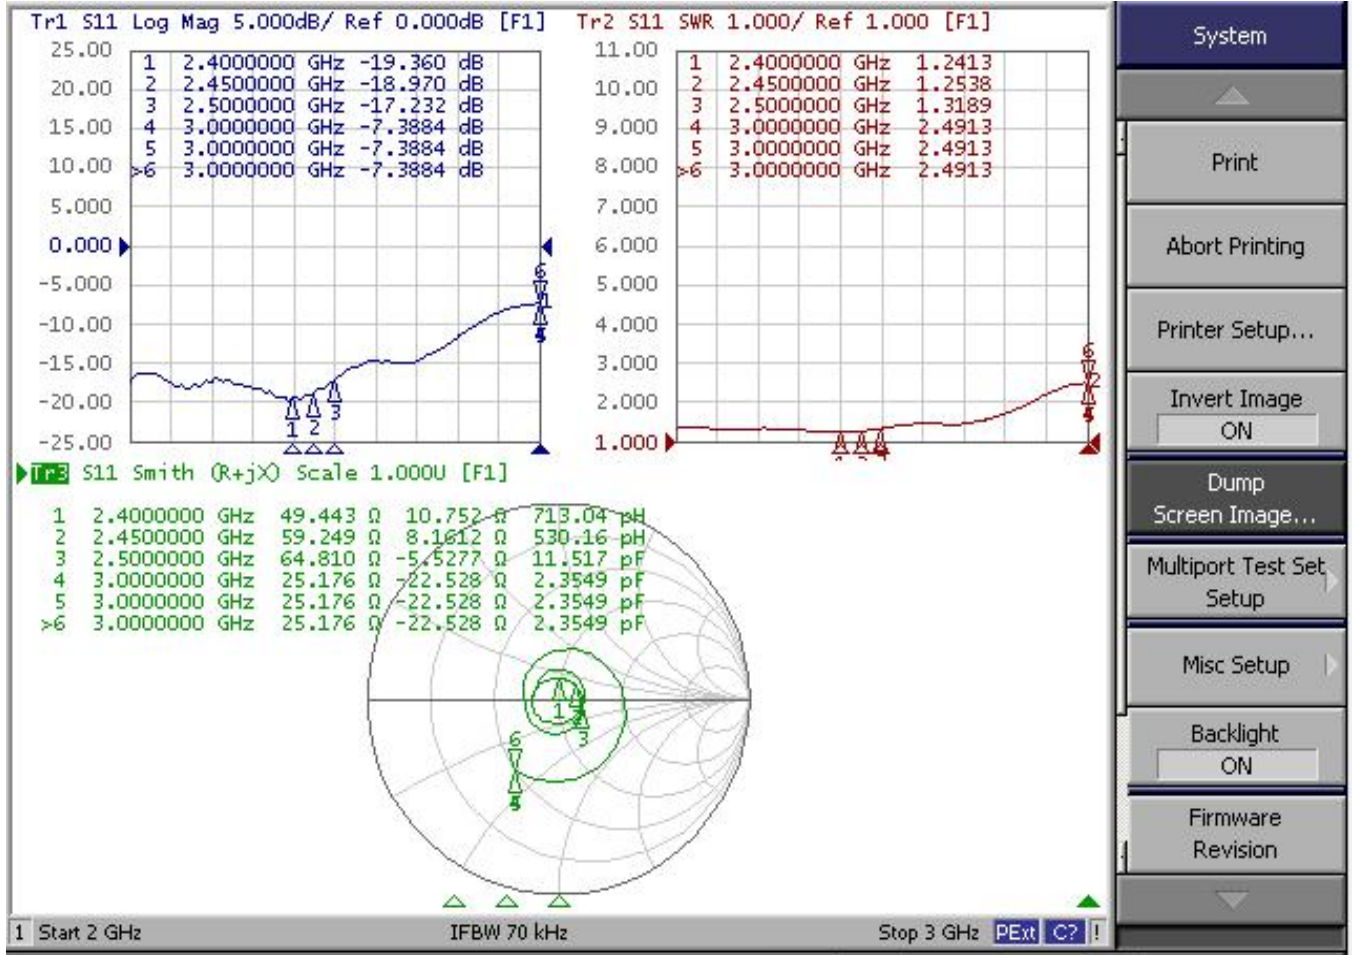 Tr1 S11 Log Mag 5.000dB/ Ref 0.000dB [F1]
25.00
20.00
15.00
10.00
5.000
0.000
-5.000
-10.00
-15.00
-20.00
-25.00
1 2.4000000 GHz -19.360 dB
2 2.4500000 GHz -18.970 dB
3 2.5000000 GHz -17.232 dB
4 3.0000000 GHz -7.3884 dB
5 3.0000000 GHz -7.3884 dB
>6 3.0000000 GHz -7.3884 dB
1
2
3
6
1
Tr2 S11 SWR 1.000/ Ref 1.000 [F1]
11.00
10.00
9.000
8.000
7.000
6.000
5.000
4.000
3.000
2.000
1.000
1 2.4000000 GHz 1.2413
2 2.4500000 GHz 1.2538
3 2.5000000 GHz 1.3189
4 3.0000000 GHz 2.4913
5 3.0000000 GHz 2.4913
>6 3.0000000 GHz 2.4913
6
2
Tr3 S11 Smith (R+jX) Scale 1.000U [F1]
1 2.4000000 GHz 49.443 Ω 10.752 Ω 713.04 pH
2 2.4500000 GHz 59.249 Ω 8.1612 Ω 530.16 pH
3 2.5000000 GHz 64.810 Ω -5.5277 Ω 11.517 pF
4 3.0000000 GHz 25.176 Ω -22.528 Ω 2.3549 pF
5 3.0000000 GHz 25.176 Ω -22.528 Ω 2.3549 pF
>6 3.0000000 GHz 25.176 Ω -22.528 Ω 2.3549 pF
1
3
6
1 Start 2 GHz
IFBW 70 kHz
Stop 3 GHz PExt C? !
System
Print
Abort Printing
Printer Setup...
Invert Image
ON
Dump
Screen Image...
Multiport Test Set
Setup
Misc Setup
Backlight
ON
Firmware
Revision